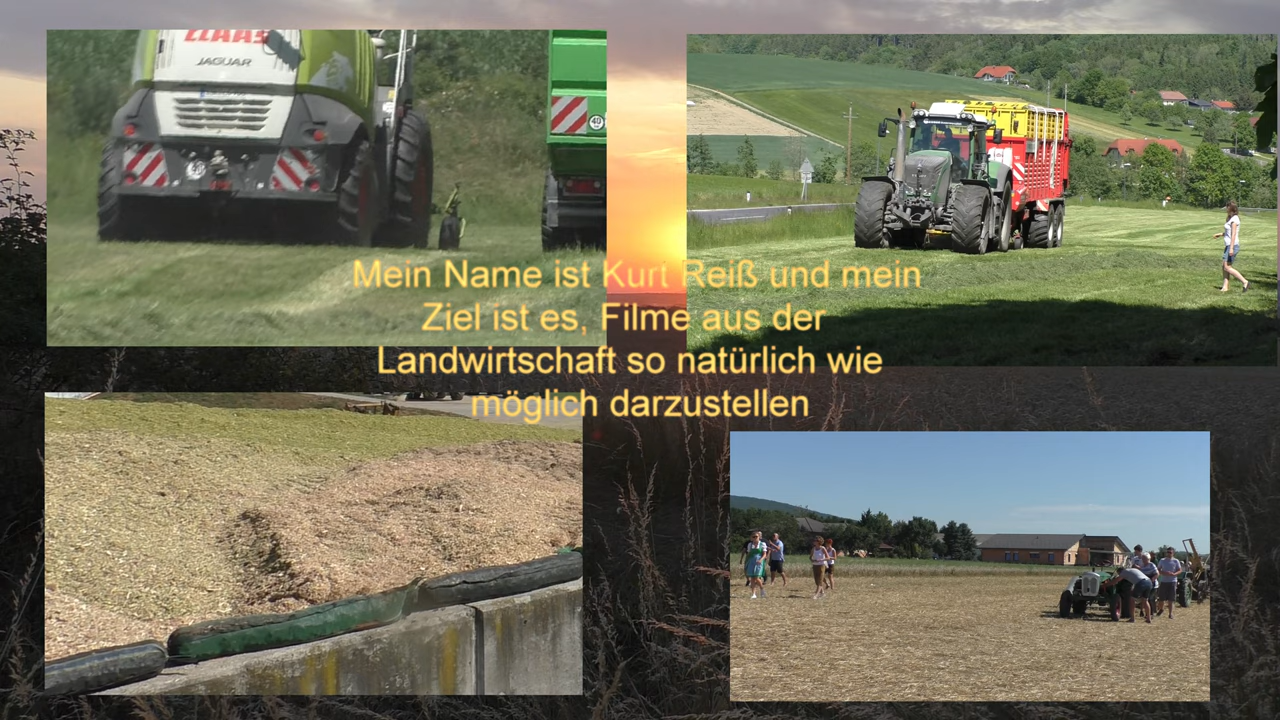 CLAAS
JAGUAR
40
Mein Name ist Kurt Reiß und mein
Ziel ist es, Filme aus der
Landwirtschaft so natürlich wie
möglich darzustellen